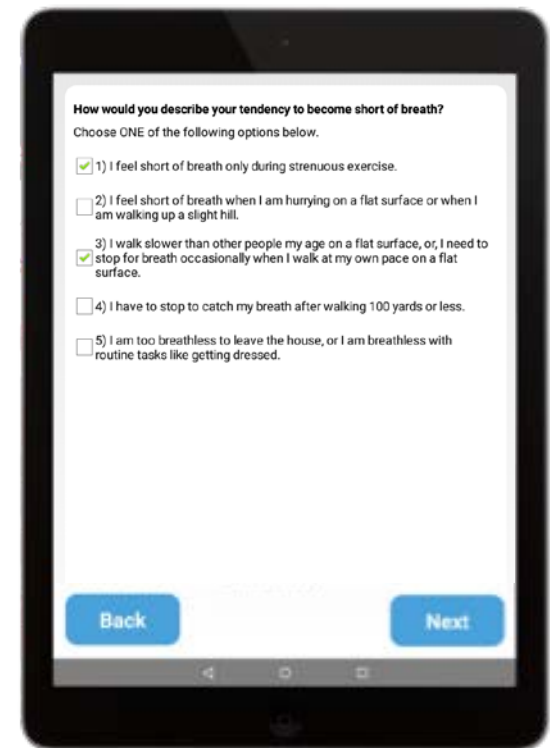 How would you describe your tendency to become short of breath?
Choose ONE of the following options below.
1) I feel short of breath only during strenuous exercise.
2) I feel short of breath when I am hurrying on a flat surface or when I
am walking up a slight hill.
3) I walk slower than other people my age on a flat surface, or, I need to
stop for breath occasionally when I walk at my own pace on a flat
surface.
4) I have to stop to catch my breath after walking 100 yards or less.
5) I am too breathless to leave the house, or I am breathless with
routine tasks like getting dressed.
Back
Next